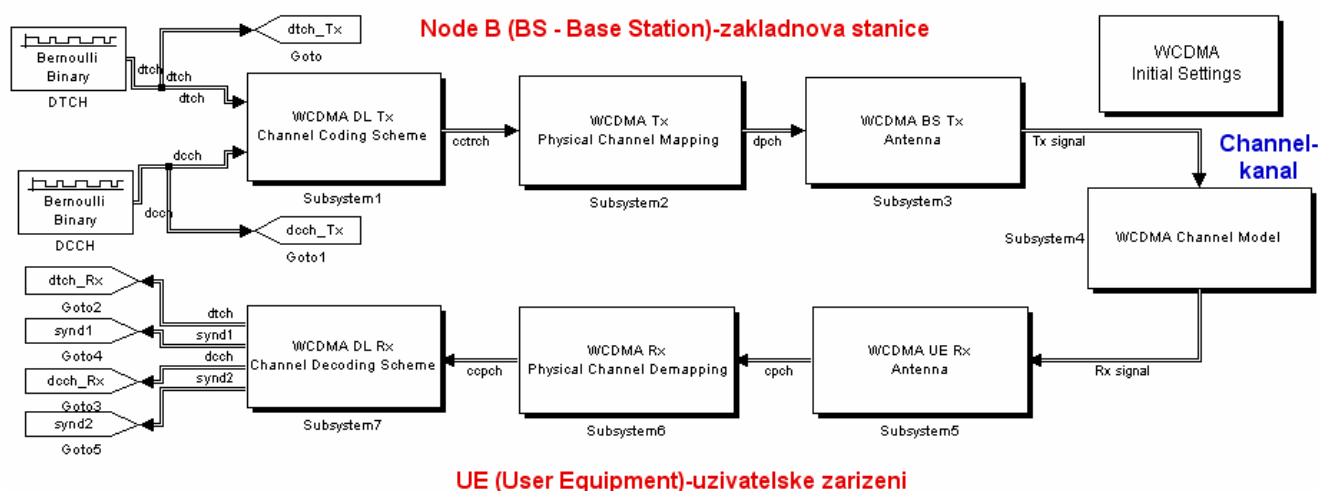 Node B (BS - Base Station)-zakladnova stanice
dtch_Tx
Goto
Bernoulli
Binary
DTCH
dtch
dtch
dtch
WCDMA DL Tx
Channel Coding Scheme
Subsystem1
cctrch
WCDMA Tx
Physical Channel Mapping
Subsystem2
dpch
WCDMA BS Tx
Antenna
Subsystem3
Tx signal
WCDMA
Initial Settings
Channel-
kanal
dcch
Bernoulli
Binary
DCCH
dcch
dcch_Tx
Goto1
Subsystem4
WCDMA Channel Model
dtch_Rx
Goto2
synd1
Goto4
dcch_Rx
Goto3
synd2
Goto5
dtch
synd1
dcch
synd2
WCDMA DL Rx
Channel Decoding Scheme
Subsystem7
ccpch
WCDMA Rx
Physical Channel Demapping
Subsystem6
cpch
WCDMA UE Rx
Antenna
Subsystem5
Rx signal
UE (User Equipment)-uzivatelske zarizeni